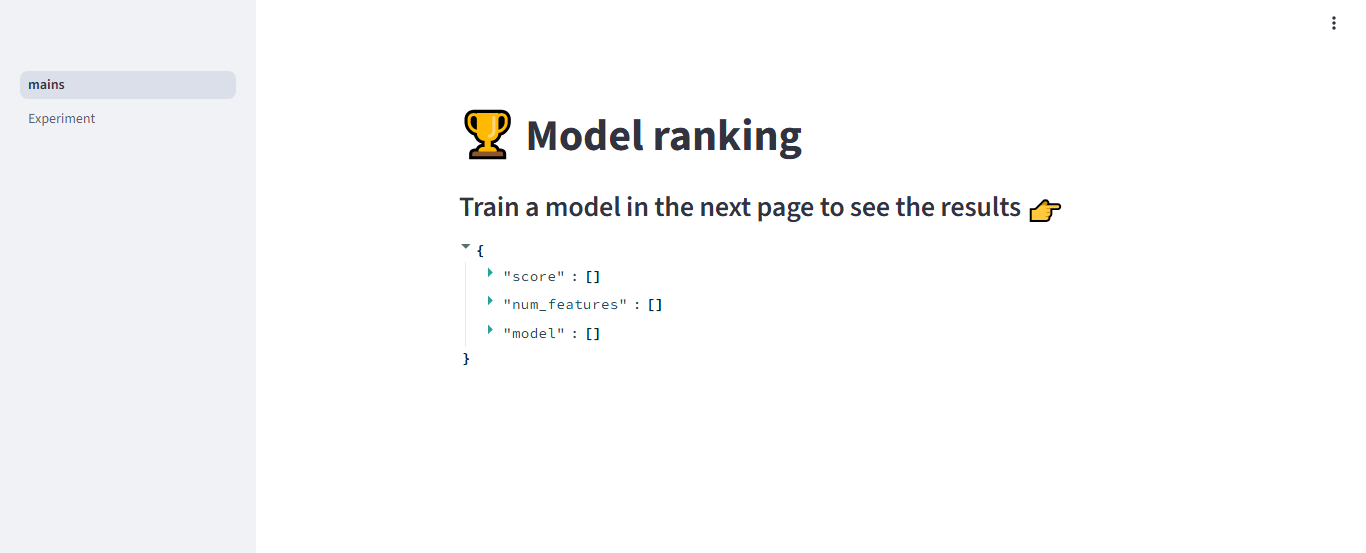 mains
Experiment
🏆 Model ranking
Train a model in the next page to see the results 👉
{
"score" : []
"num_features" : []
"model" : []
}